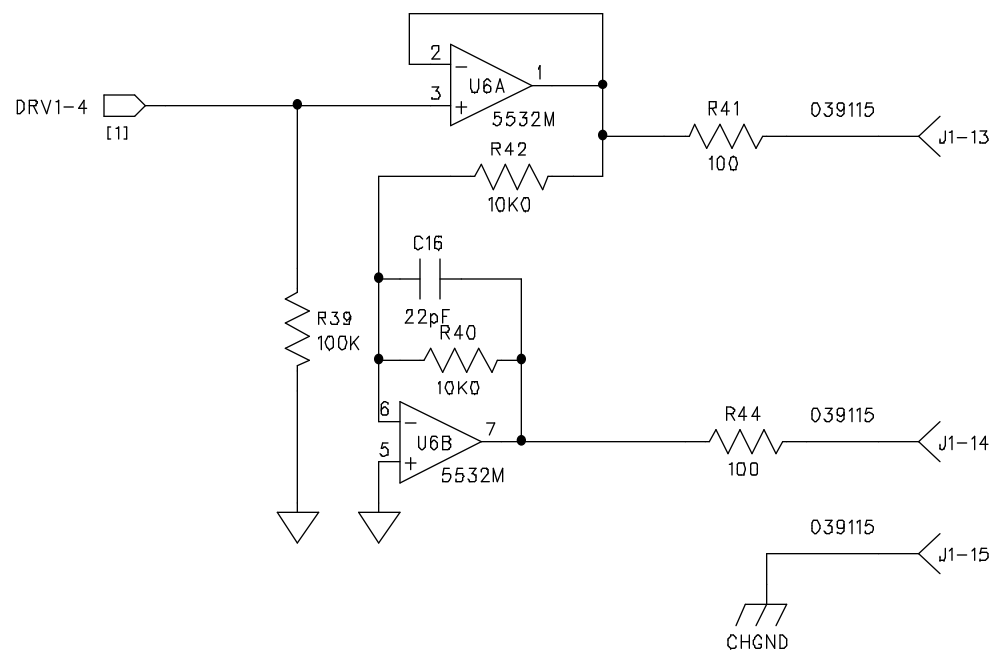 2
1
U6A
DRV1-4
3
[1]
5532M
R41
039115
J1-13
100
R42
10K0
C16
22pF
R39
100K
R40
10K0
6
7
U6B
5
5532M
R44
039115
J1-14
100
039115
J1-15
CHGND